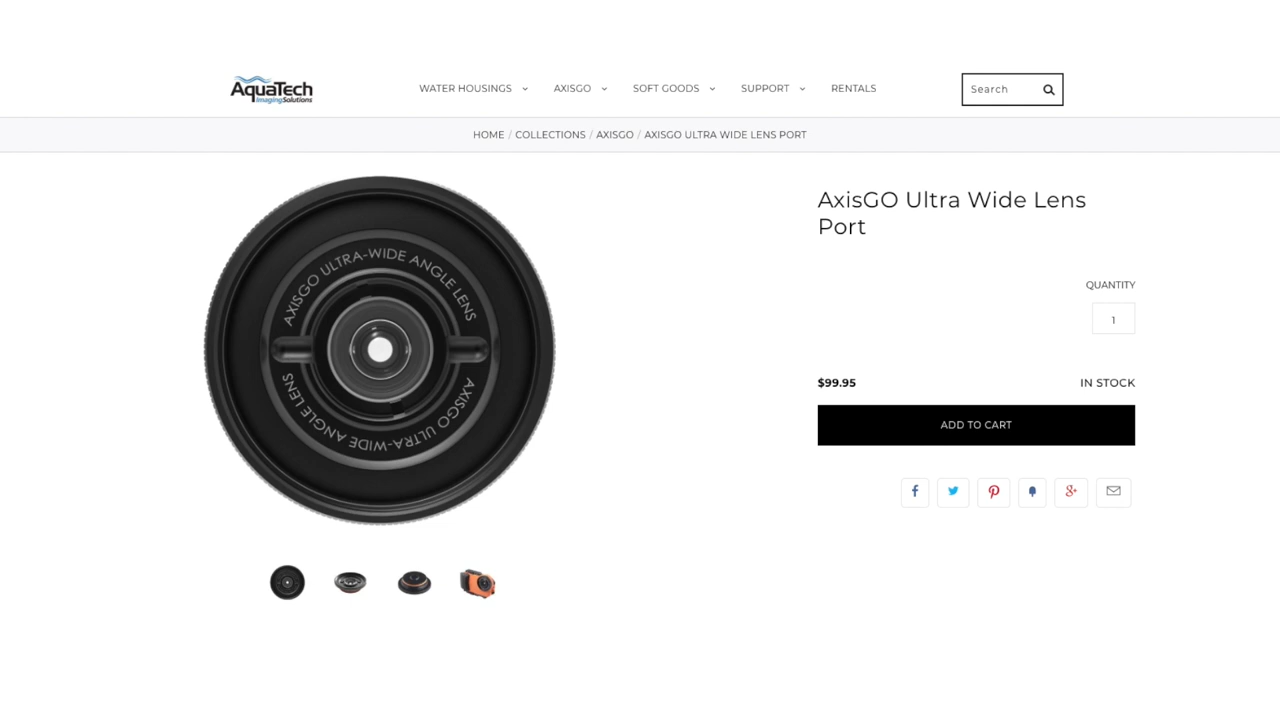 AquaTech
ImagingSolutions
WATER HOUSINGS
AXISGO
SOFT GOODS
SUPPORT
RENTALS
Search
HOME / COLLECTIONS / AXISGO / AXISGO ULTRA WIDE LENS PORT
AXISGO ULTRA-WIDE ANGLE LENS
AXISGO ULTRA-WIDE ANGLE LENS
AxisGO Ultra Wide Lens
Port
QUANTITY
1
$99.95
IN STOCK
ADD TO CART